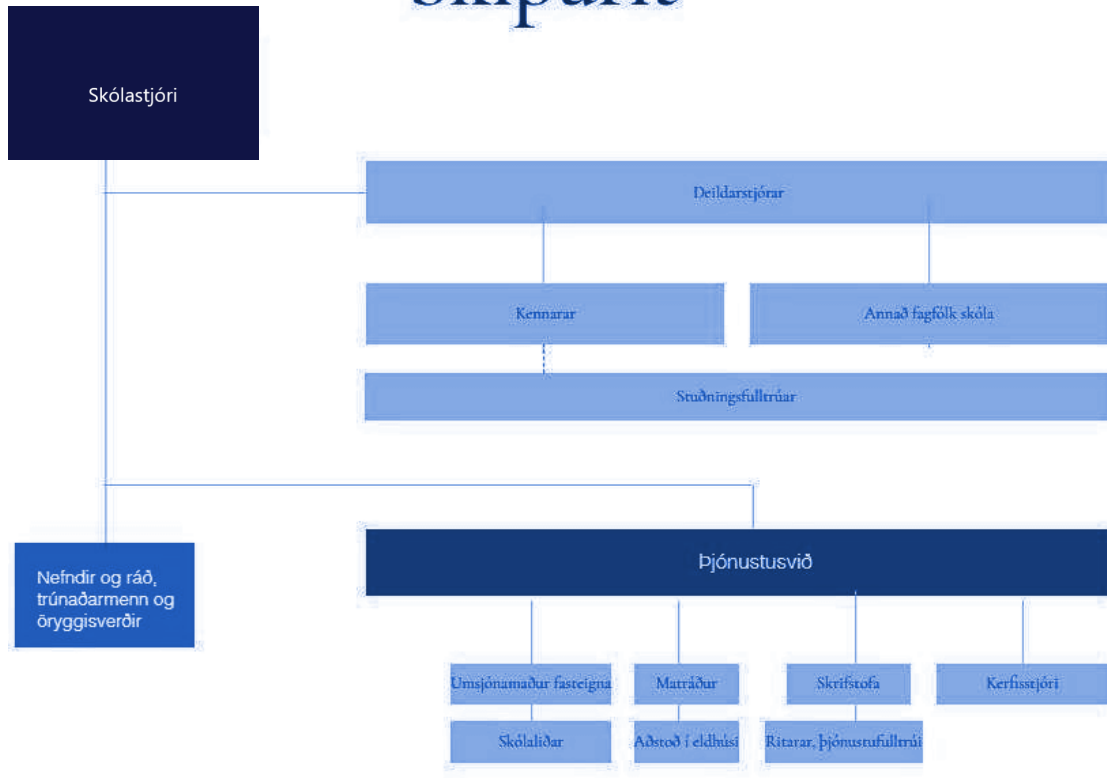 Skipurit
Skólastjóri
Deildarstjórar
Kennarar
Annað fagfólk skóla
Stuðningsfulltrúar
Þjónustusvið
Nefndir og ráð,
trúnaðarmenn og
öryggisverðir
Umsjónamaður fasteigna
Matráður
Skrifstofa
Kerfisstjóri
Skólaliðar
Aðstoð í eldhúsi
Ritarar, þjónustufulltrúi